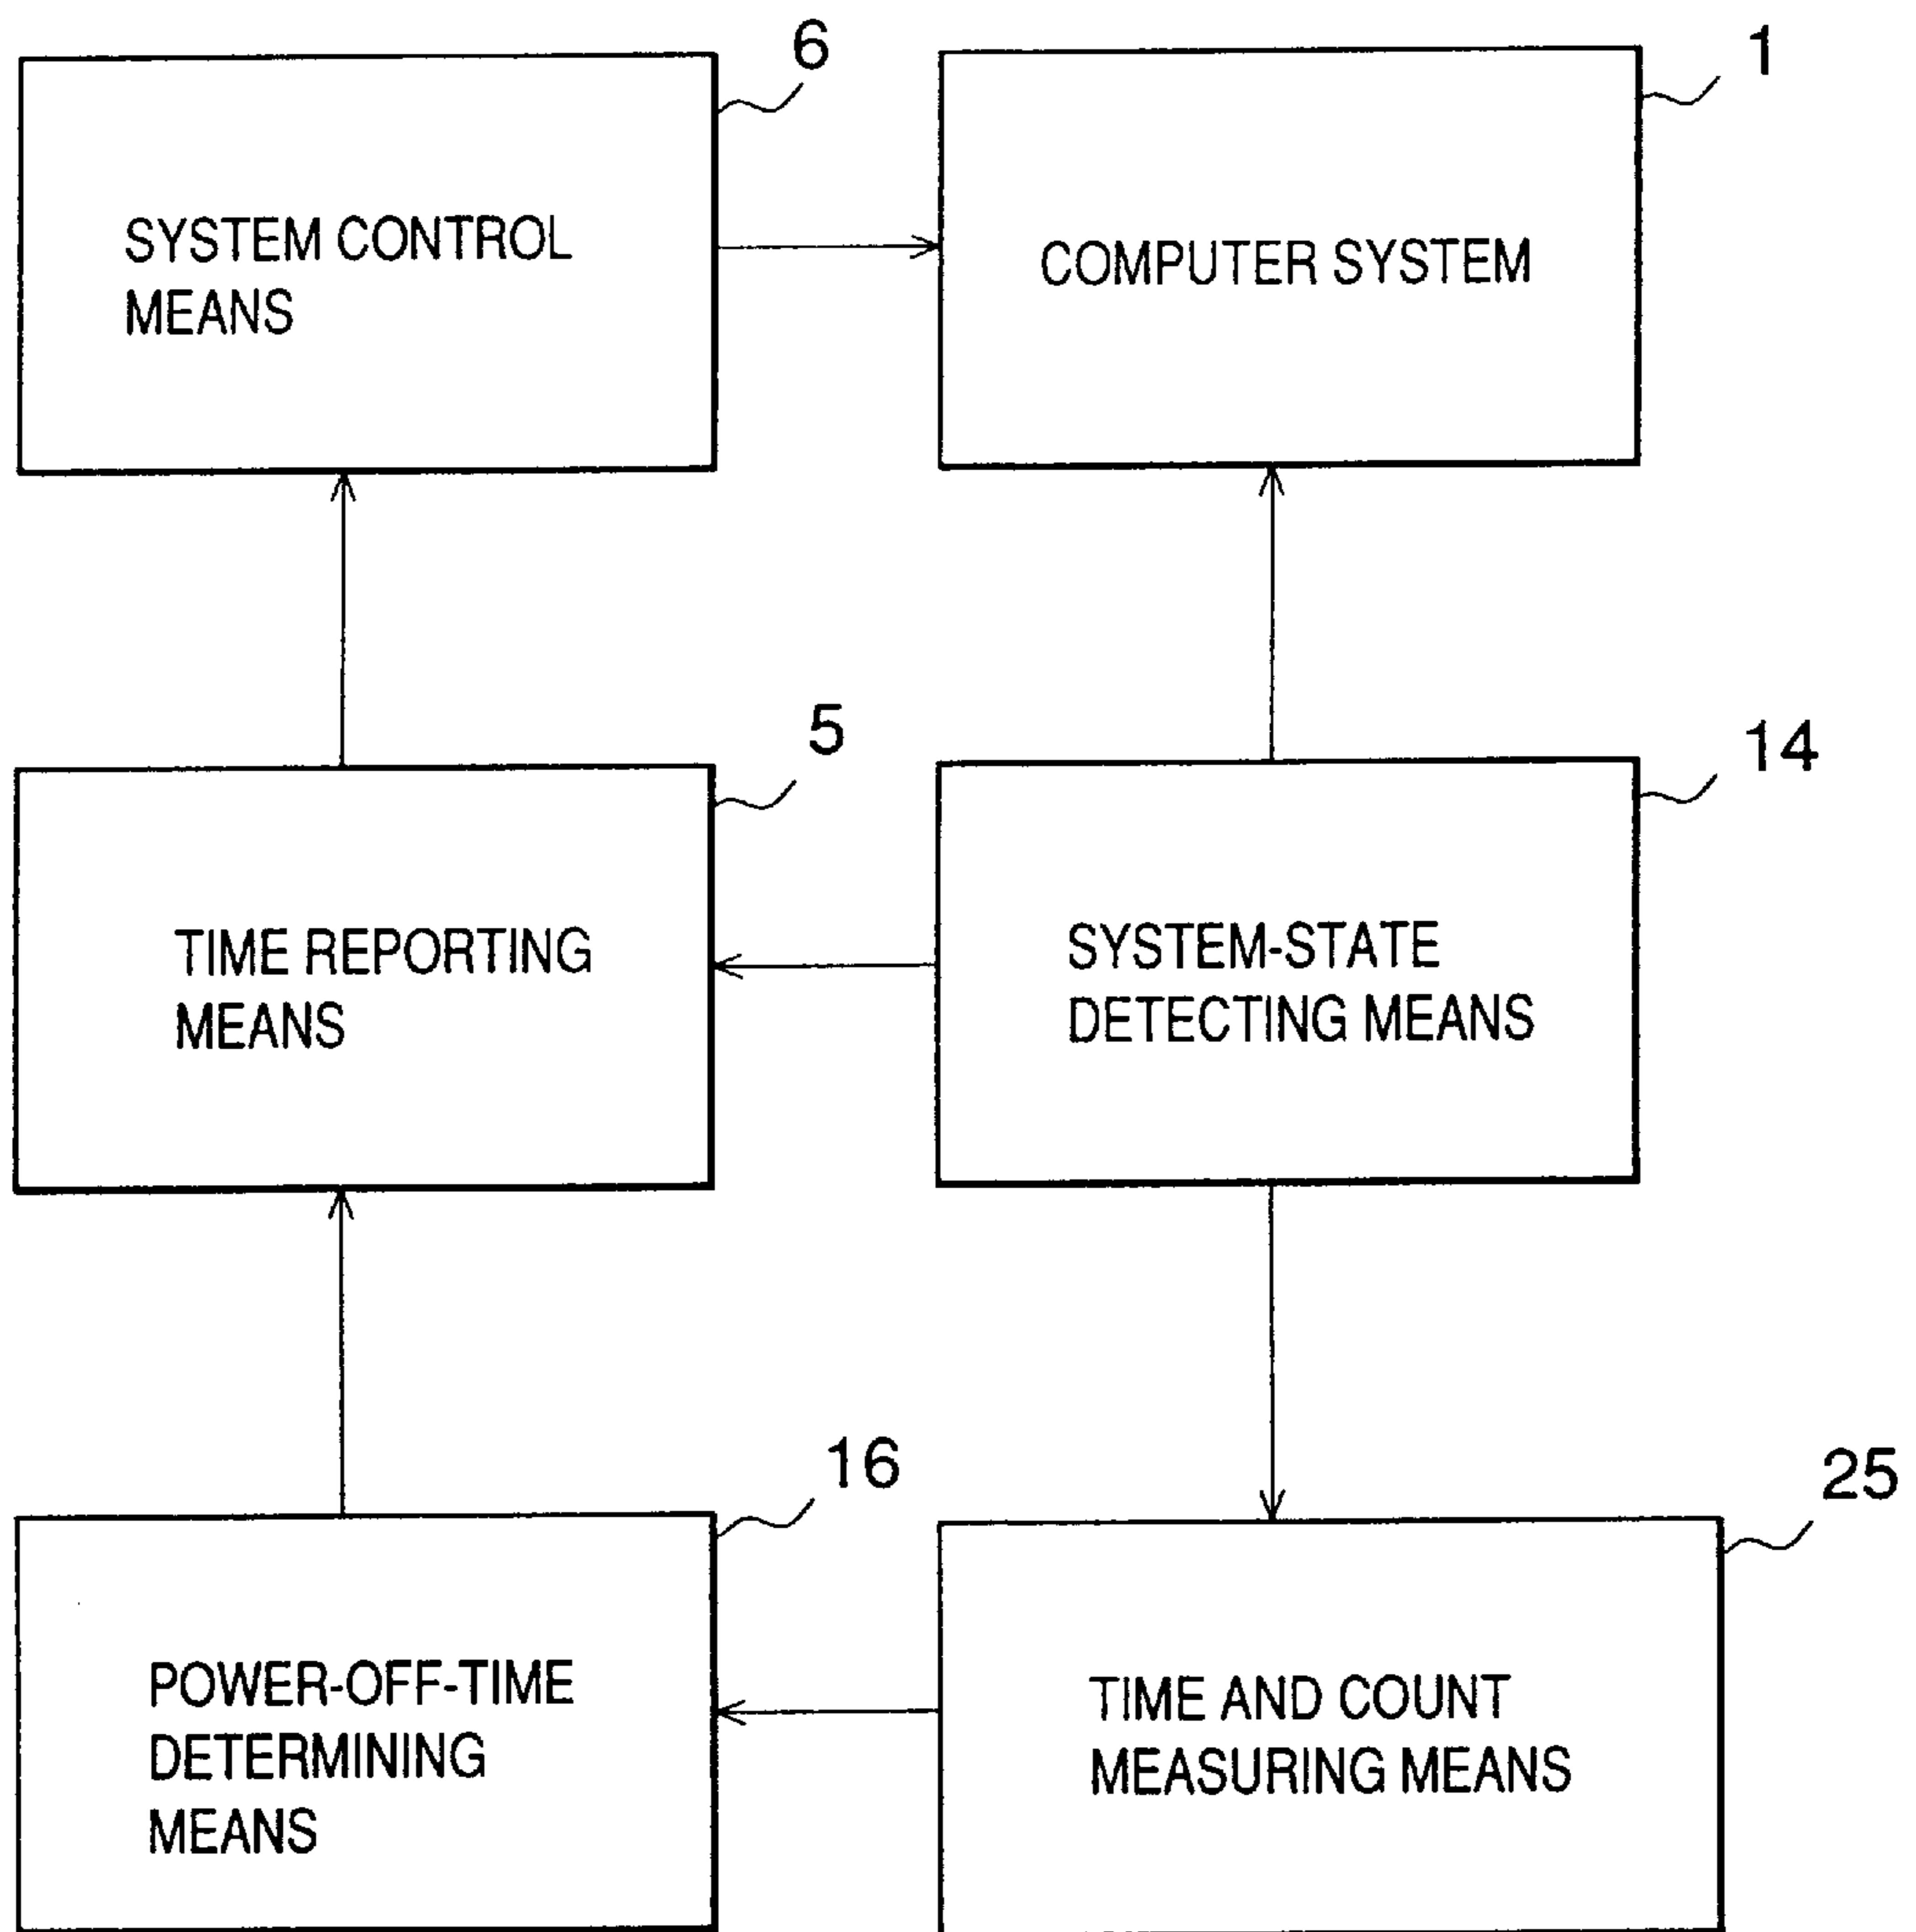 6
1
SYSTEM CONTROL
MEANS
COMPUTER SYSTEM
5
14
TIME REPORTING
MEANS
SYSTEM-STATE
DETECTING MEANS
16
25
POWER-OFF-TIME
DETERMINING
MEANS
TIME AND COUNT
MEASURING MEANS